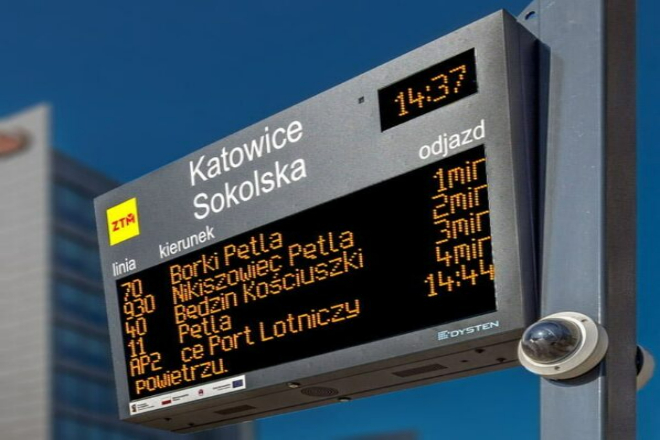 14:37
Katowice
Sokolska
ZTM
linia kierunek odjazd
70 Borki Pętla 1min
930 Nikiszowiec Pętla 2min
40 Będzin Kościuszki 3min
11 Pętla 4min
AP2 ce Port Lotniczy 14:44
powietrzu.
DYSTEN